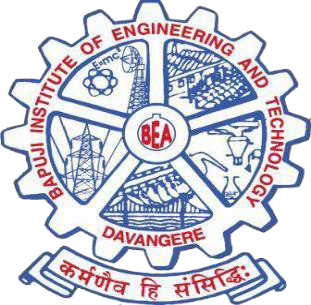 BAPUJI INSTITUTE OF ENGINEERING AND TECHNOLOGY
E=mc²
BEA
DAVANGERE
कर्मणैव हि संसिद्धिः